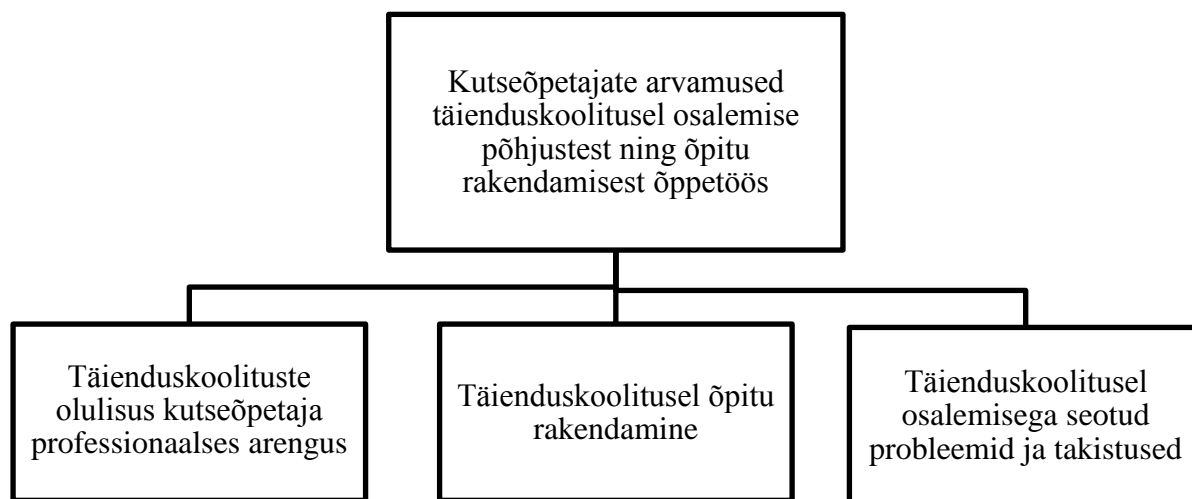 Kutseõpetajate arvamused
täienduskoolitusel osalemise
põhjustest ning õpitu
rakendamisest õppetöös
Täienduskoolituste
olulisus kutseõpetaja
professionaalses arengus
Täienduskoolitusel õpitu
rakendamine
Täienduskoolitusel
osalemisega seotud
probleemid ja takistused